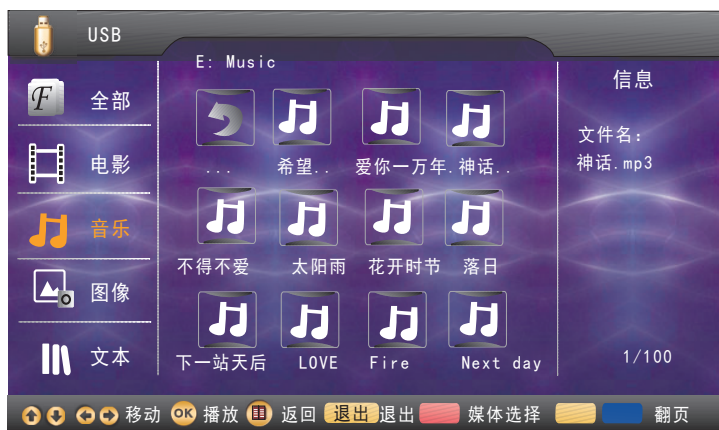 USB
E: Music
全部
电影
音乐
图像
文本
...
希望..
爱你一万年.
神话..
不得不爱
太阳雨
花开时节
落日
下一站天后
LOVE
Fire
Next day
信息
文件名:
神话.mp3
1/100
移动 OK 播放 返回 退出 退出 媒体选择 翻页